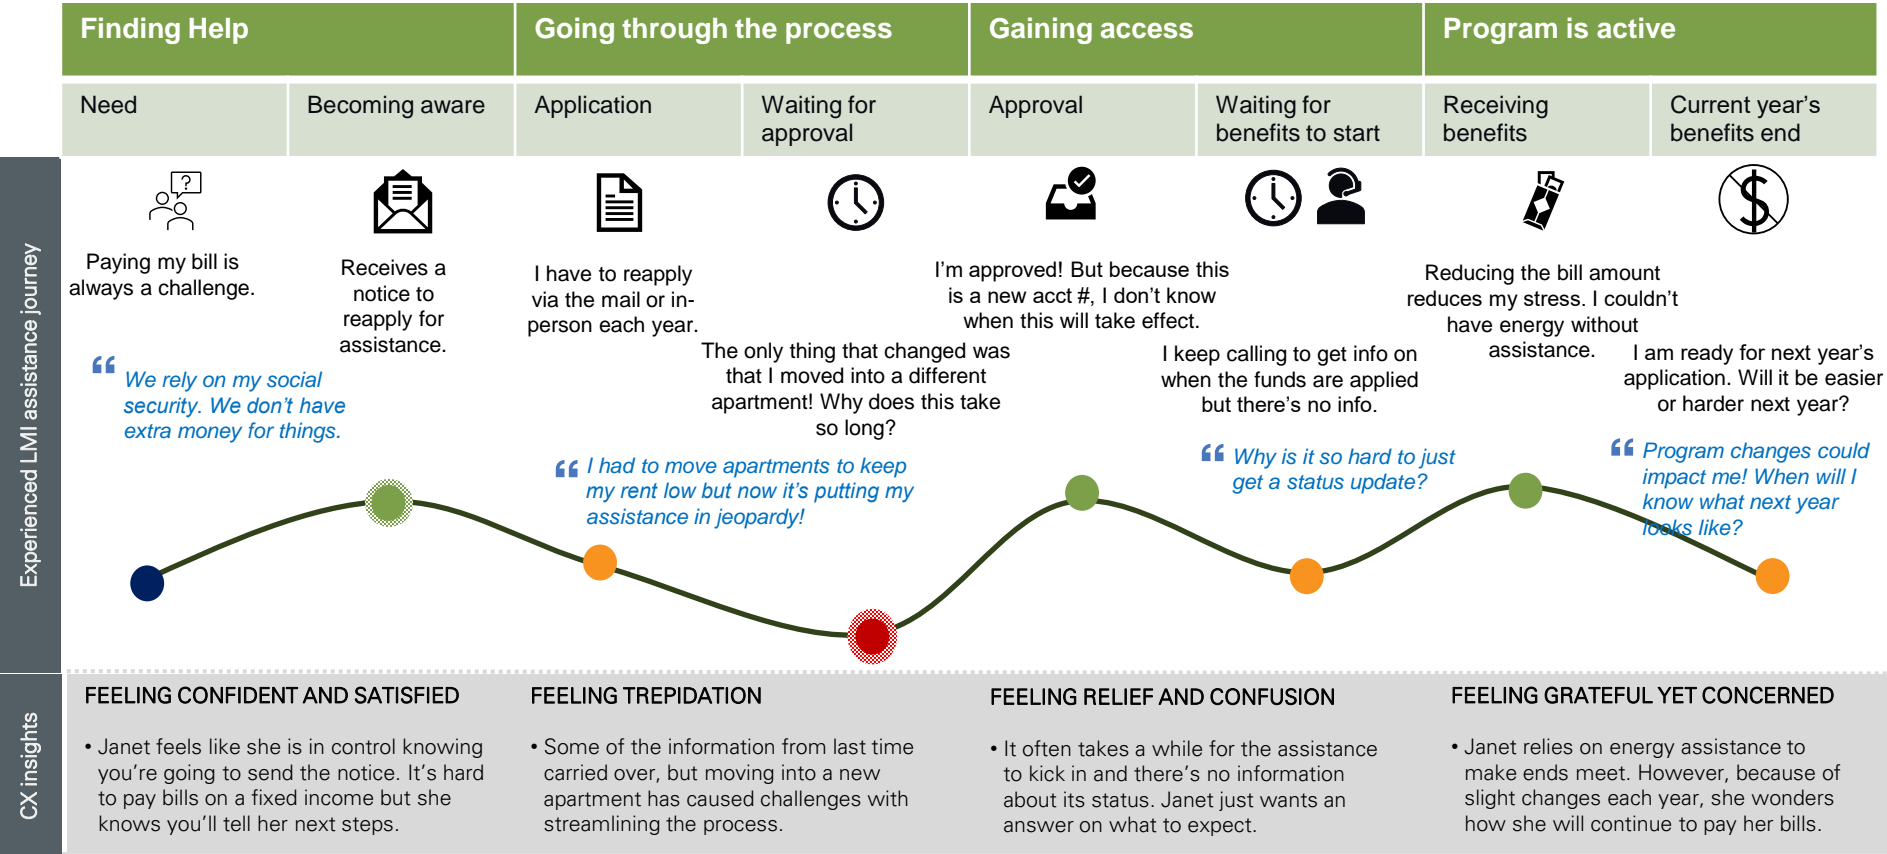 Finding Help
Going through the process
Gaining access
Program is active
Need
Becoming aware
Application
Waiting for
approval
Approval
Waiting for
benefits to start
Receiving
benefits
Current year's
benefits end
Experienced LMI assistance journey
?
Paying my bill is
always a challenge.
“ We rely on my social
security. We don't have
extra money for things.
Receives a
notice to
reapply for
assistance.
I have to reapply
via the mail or in-
person each year.
The only thing that changed was
that I moved into a different
apartment! Why does this take
so long?
“ I had to move apartments to keep
my rent low but now it's putting my
assistance in jeopardy!
I'm approved! But because this
is a new acct #, I don't know
when this will take effect.
I keep calling to get info on
when the funds are applied
but there's no info.
“ Why is it so hard to just
get a status update?
Reducing the bill amount
reduces my stress. I couldn't
have energy without
assistance.
$
I am ready for next year's
application. Will it be easier
or harder next year?
“ Program changes could
impact me! When will I
know what next year
looks like?
CX insights
FEELING CONFIDENT AND SATISFIED
• Janet feels like she is in control knowing
you're going to send the notice. It's hard
to pay bills on a fixed income but she
knows you'll tell her next steps.
FEELING TREPIDATION
• Some of the information from last time
carried over, but moving into a new
apartment has caused challenges with
streamlining the process.
FEELING RELIEF AND CONFUSION
• It often takes a while for the assistance
to kick in and there's no information
about its status. Janet just wants an
answer on what to expect.
FEELING GRATEFUL YET CONCERNED
• Janet relies on energy assistance to
make ends meet. However, because of
slight changes each year, she wonders
how she will continue to pay her bills.